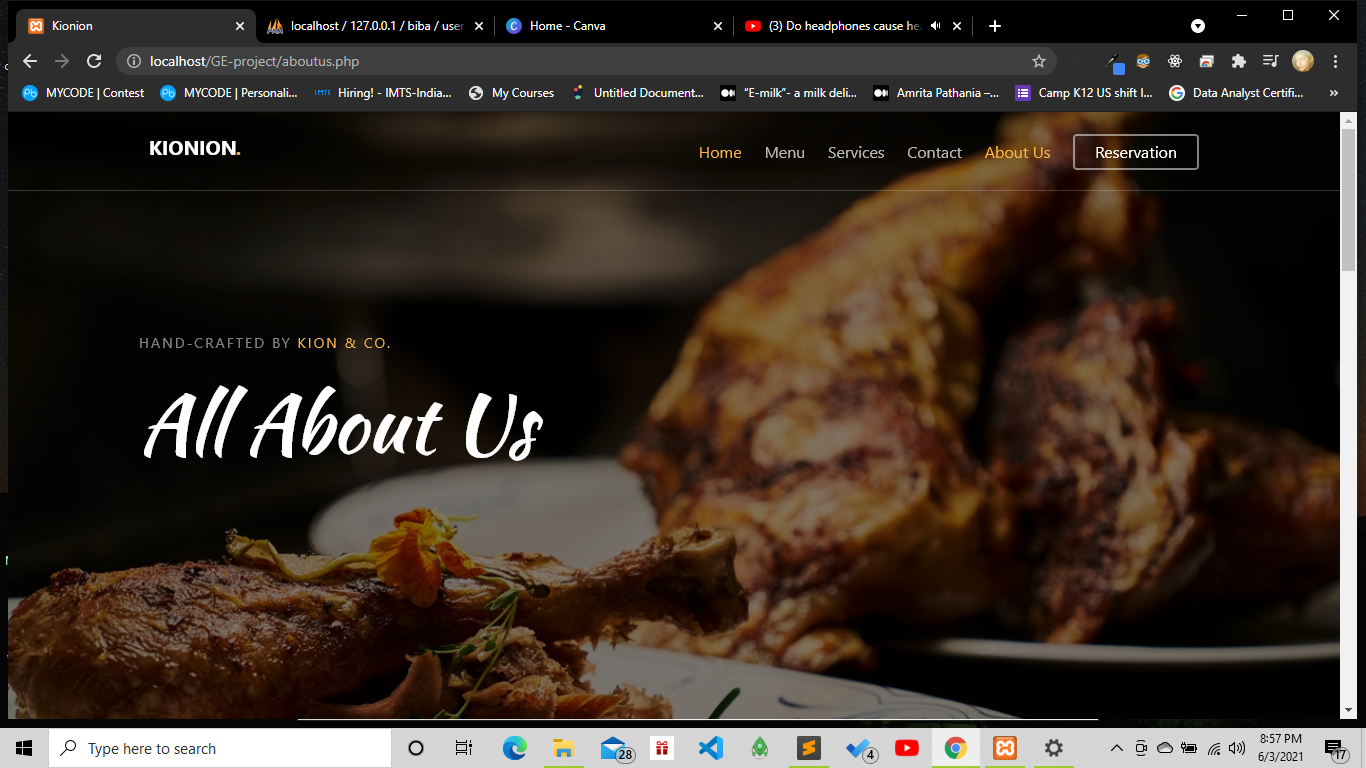 Kionion
localhost / 127.0.0.1 / biba / user
Home - Canva
(3) Do headphones cause he
localhost/GE-project/aboutus.php
MYCODE | Contest
MYCODE | Personali...
IMTS
Hiring! - IMTS-India...
My Courses
Untitled Document...
“E-milk”- a milk deli...
Amrita Pathania –...
Camp K12 US shift I...
Data Analyst Certifi...
»
KIONION.
Home
Menu
Services
Contact
About Us
Reservation
HAND-CRAFTED BY KION & CO.
All About Us
Type here to search
28
4
8:57 PM
6/3/2021
17